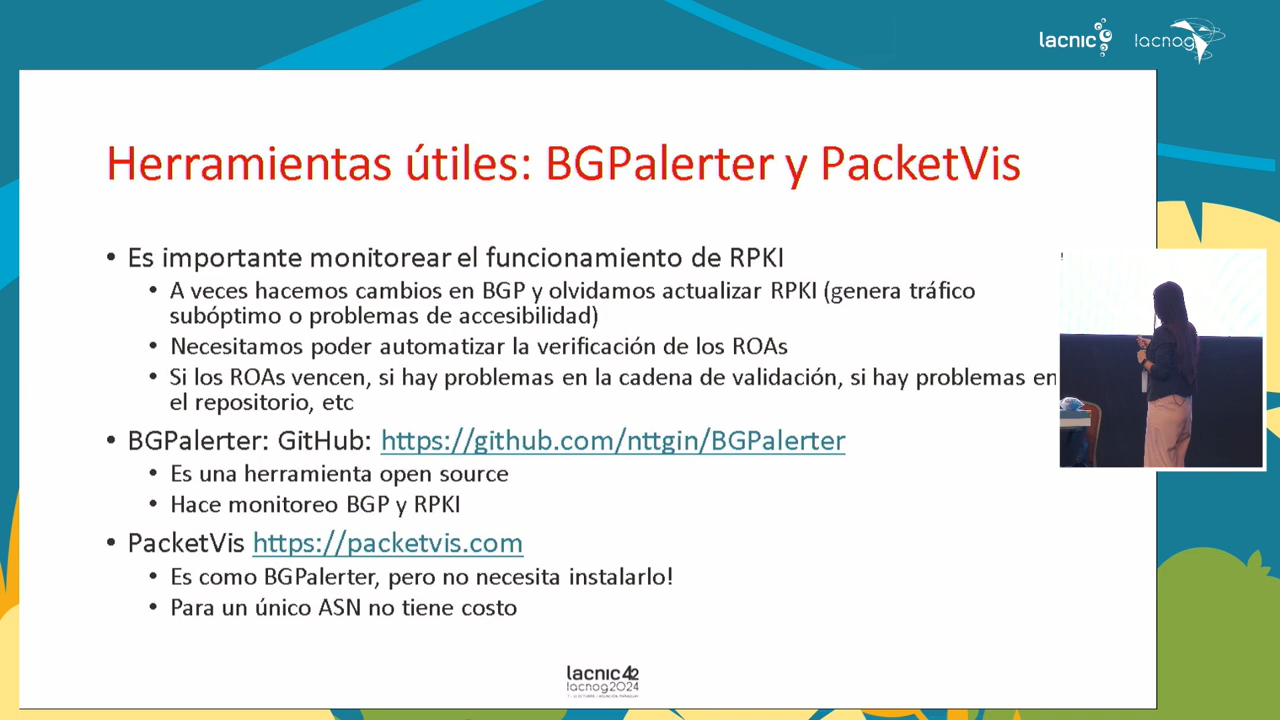 lacnic
lacnog
Herramientas útiles: BGPalerter y PacketVis
• Es importante monitorear el funcionamiento de RPKI
• A veces hacemos cambios en BGP y olvidamos actualizar RPKI (genera tráfico
subóptimo o problemas de accesibilidad)
• Necesitamos poder automatizar la verificación de los ROAs
• Si los ROAs vencen, si hay problemas en la cadena de validación, si hay problemas en
el repositorio, etc
• BGPalerter: GitHub: https://github.com/nttgin/BGPalerter
• Es una herramienta open source
• Hace monitoreo BGP y RPKI
• PacketVis https://packetvis.com
• Es como BGPalerter, pero no necesita instalarlo!
• Para un único ASN no tiene costo
lacnic 42
lacnog2024